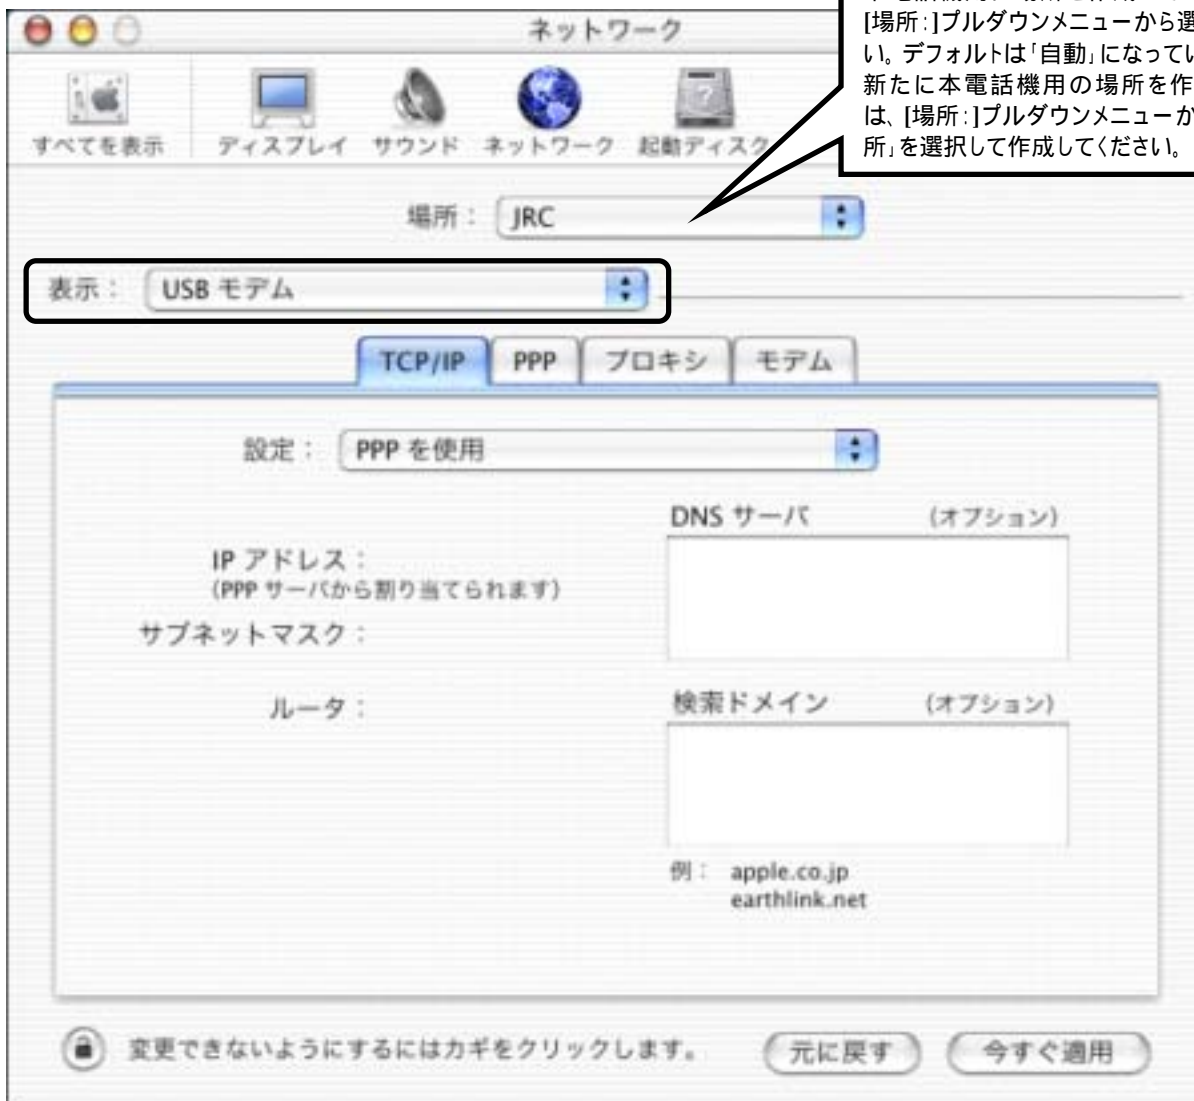 ネットワーク
[場所:]プルダウンメニューから選
い。デフォルトは「自動」になってい
新たに本電話機用の場所を作
は、[場所:]プルダウンメニューか
所」を選択して作成してください。
すべてを表示 ディスプレイ サウンド ネットワーク 起動ディスク
場所: JRC
表示: USB モデム
TCP/IP PPP プロキシ モデム
設定: PPP を使用
DNS サーバ (オプション)
IP アドレス:
(PPP サーバから割り当てられます)
サブネットマスク:
ルータ:
検索ドメイン (オプション)
例: apple.co.jp
earthlink.net
変更できないようにするにはカギをクリックします。 元に戻す 今すぐ適用